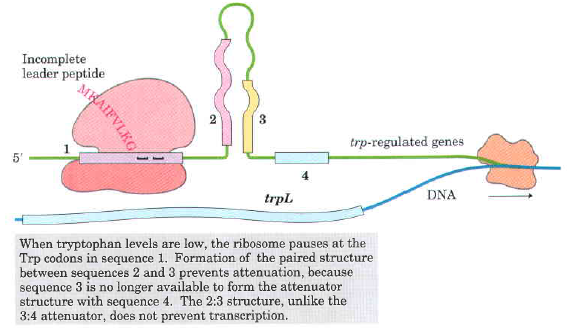 Incomplete
leader peptide
MKAIFVLKG
1
2
3
5'
trp-regulated genes
4
trpL
DNA
When tryptophan levels are low, the ribosome pauses at the
Trp codons in sequence 1. Formation of the paired structure
between sequences 2 and 3 prevents attenuation, because
sequence 3 is no longer available to form the attenuator
structure with sequence 4. The 2:3 structure, unlike the
3:4 attenuator, does not prevent transcription.